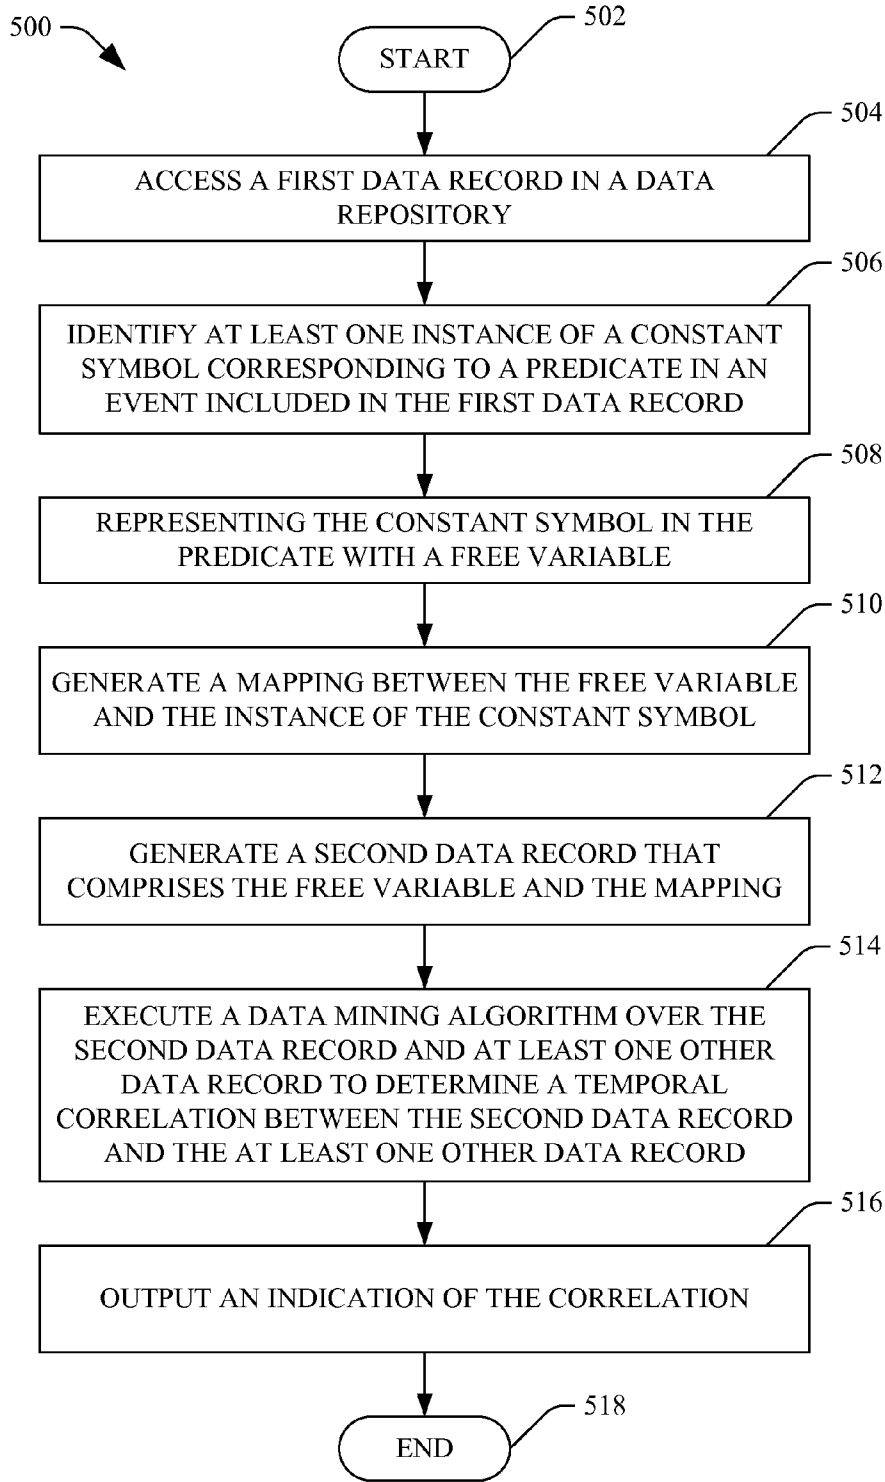 500
502
START
504
ACCESS A FIRST DATA RECORD IN A DATA
REPOSITORY
506
IDENTIFY AT LEAST ONE INSTANCE OF A CONSTANT
SYMBOL CORRESPONDING TO A PREDICATE IN AN
EVENT INCLUDED IN THE FIRST DATA RECORD
508
REPRESENTING THE CONSTANT SYMBOL IN THE
PREDICATE WITH A FREE VARIABLE
510
GENERATE A MAPPING BETWEEN THE FREE VARIABLE
AND THE INSTANCE OF THE CONSTANT SYMBOL
512
GENERATE A SECOND DATA RECORD THAT
COMPRISES THE FREE VARIABLE AND THE MAPPING
514
EXECUTE A DATA MINING ALGORITHM OVER THE
SECOND DATA RECORD AND AT LEAST ONE OTHER
DATA RECORD TO DETERMINE A TEMPORAL
CORRELATION BETWEEN THE SECOND DATA RECORD
AND THE AT LEAST ONE OTHER DATA RECORD
516
OUTPUT AN INDICATION OF THE CORRELATION
518
END